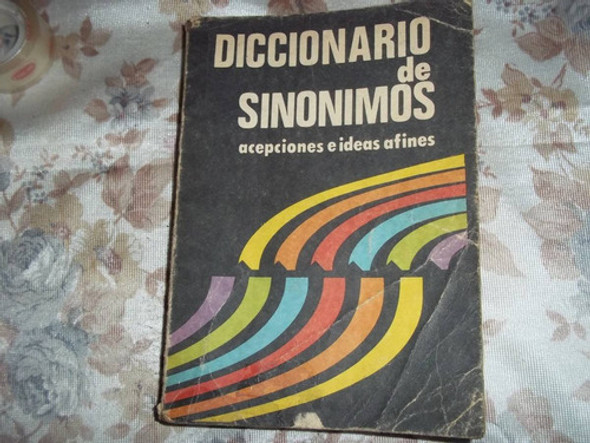 DICCIONARIO
de
SINONIMOS
acepciones e ideas afines